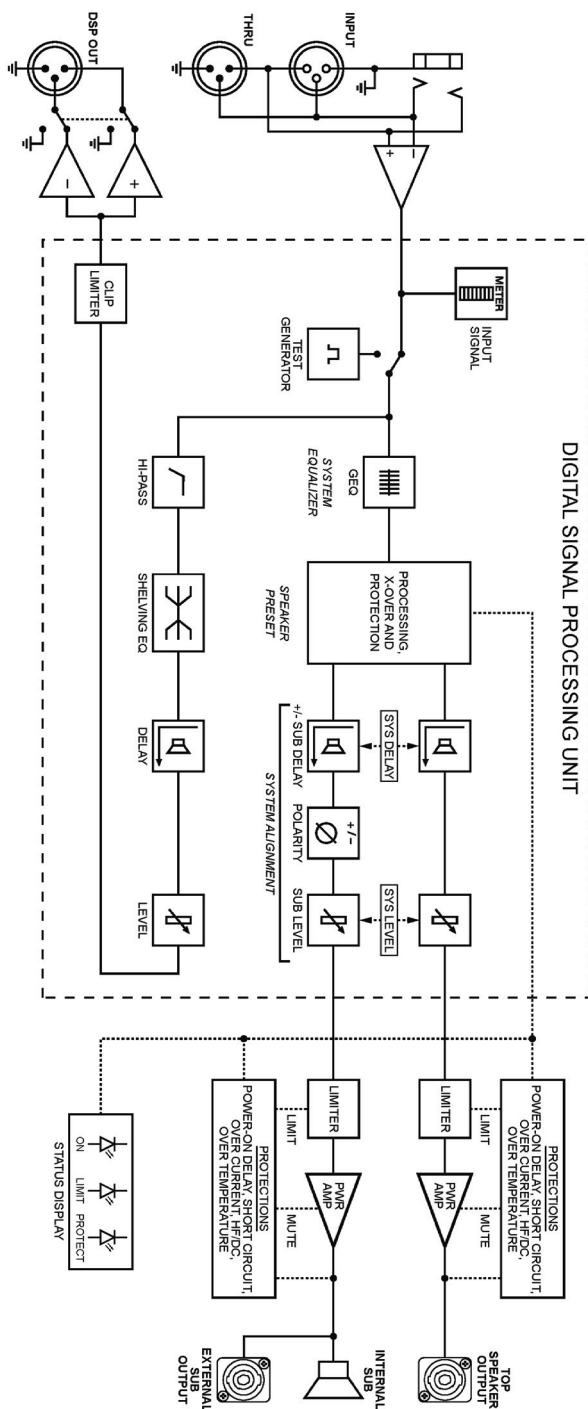 DIGITAL SIGNAL PROCESSING UNIT
INPUT
THRU
DSP OUT
+
−
+
−
METER
INPUT
SIGNAL
TEST
GENERATOR
CLIP
LIMITER
GEQ
SYSTEM
EQUALIZER
PROCESSING,
X-OVER AND
PROTECTION
SPEAKER
PRESET
SYS DELAY
+/- SUB DELAY
+/−
POLARITY
SYS LEVEL
SUB LEVEL
SYSTEM ALIGNMENT
HI-PASS
SHELVING EQ
DELAY
LEVEL
PROTECTIONS
POWER-ON DELAY, SHORT CIRCUIT,
OVER CURRENT, HF/DC,
OVER TEMPERATURE
LIMIT
MUTE
LIMITER
PWR
AMP
TOP
SPEAKER
OUTPUT
LIMITER
PWR
AMP
INTERNAL
SUB
LIMIT
MUTE
PROTECTIONS
POWER-ON DELAY, SHORT CIRCUIT,
OVER CURRENT, HF/DC,
OVER TEMPERATURE
EXTERNAL
SUB
OUTPUT
ON
LIMIT
PROTECT
STATUS DISPLAY